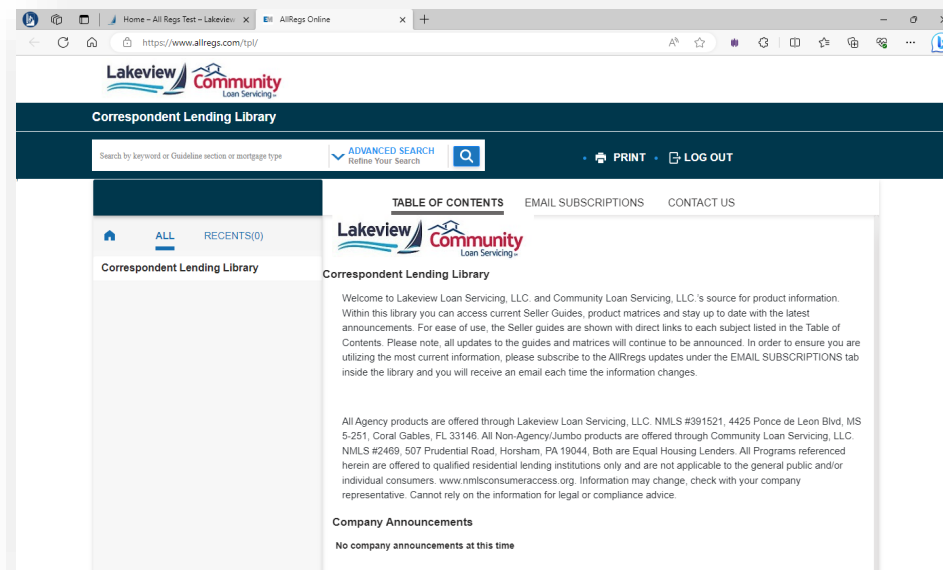 Home – All Regs Test – Lakeview
EM AllRegs Online
https://www.allregs.com/tpl/
Lakeview Community
Loan Servicing
Correspondent Lending Library
Search by keyword or Guideline section or mortgage type
ADVANCED SEARCH
Refine Your Search
PRINT
LOG OUT
TABLE OF CONTENTS EMAIL SUBSCRIPTIONS CONTACT US
ALL RECENTS(0)
Correspondent Lending Library
Lakeview Community
Loan Servicing
Correspondent Lending Library
Welcome to Lakeview Loan Servicing, LLC. and Community Loan Servicing, LLC.'s source for product information.
Within this library you can access current Seller Guides, product matrices and stay up to date with the latest
announcements. For ease of use, the Seller guides are shown with direct links to each subject listed in the Table of
Contents. Please note, all updates to the guides and matrices will continue to be announced. In order to ensure you are
utilizing the most current information, please subscribe to the AllRregs updates under the EMAIL SUBSCRIPTIONS tab
inside the library and you will receive an email each time the information changes.
All Agency products are offered through Lakeview Loan Servicing, LLC. NMLS #391521, 4425 Ponce de Leon Blvd, MS
5-251, Coral Gables, FL 33146. All Non-Agency/Jumbo products are offered through Community Loan Servicing, LLC.
NMLS #2469, 507 Prudential Road, Horsham, PA 19044, Both are Equal Housing Lenders. All Programs referenced
herein are offered to qualified residential lending institutions only and are not applicable to the general public and/or
individual consumers. www.nmlsconsumeraccess.org. Information may change, check with your company
representative. Cannot rely on the information for legal or compliance advice.
Company Announcements
No company announcements at this time